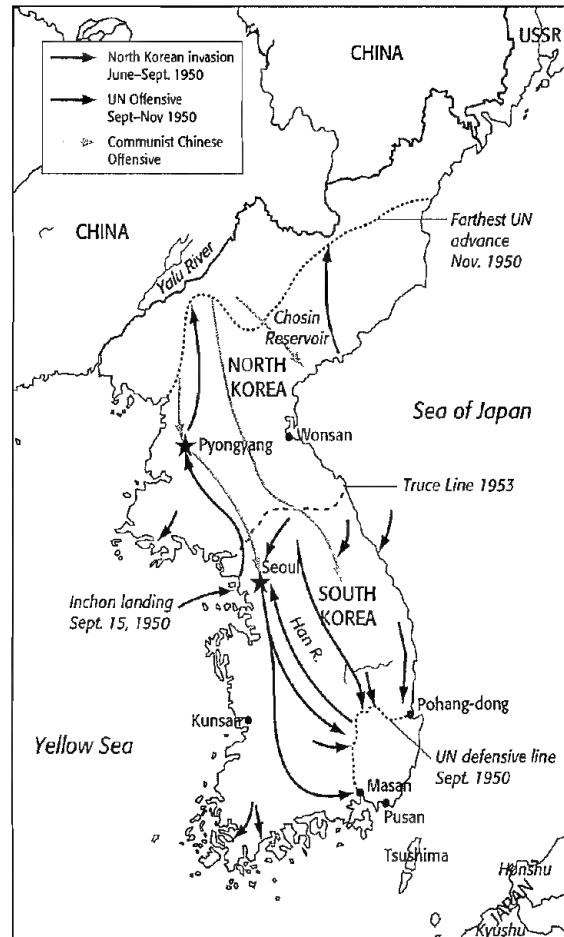 North Korean invasion
June–Sept. 1950
UN Offensive
Sept–Nov 1950
Communist Chinese
Offensive
CHINA
USSR
CHINA
Yalu River
Farthest UN
advance
Nov. 1950
Chosin
Reservoir
NORTH
KOREA
Sea of Japan
Wonsan
Pyongyang
Truce Line 1953
Seoul
Inchon landing
Sept. 15, 1950
SOUTH
KOREA
Han R.
Pohang-dong
Kunsan
Yellow Sea
UN defensive line
Sept. 1950
Masan
Pusan
Tsushima
Honshu
JAPAN
Kyushu